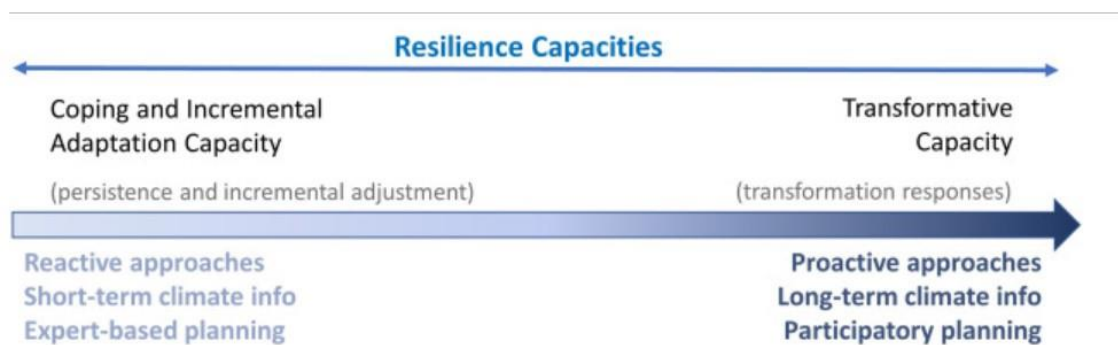 Resilience Capacities
Coping and Incremental
Adaptation Capacity
(persistence and incremental adjustment)
Transformative
Capacity
(transformation responses)
Reactive approaches
Short-term climate info
Expert-based planning
Proactive approaches
Long-term climate info
Participatory planning